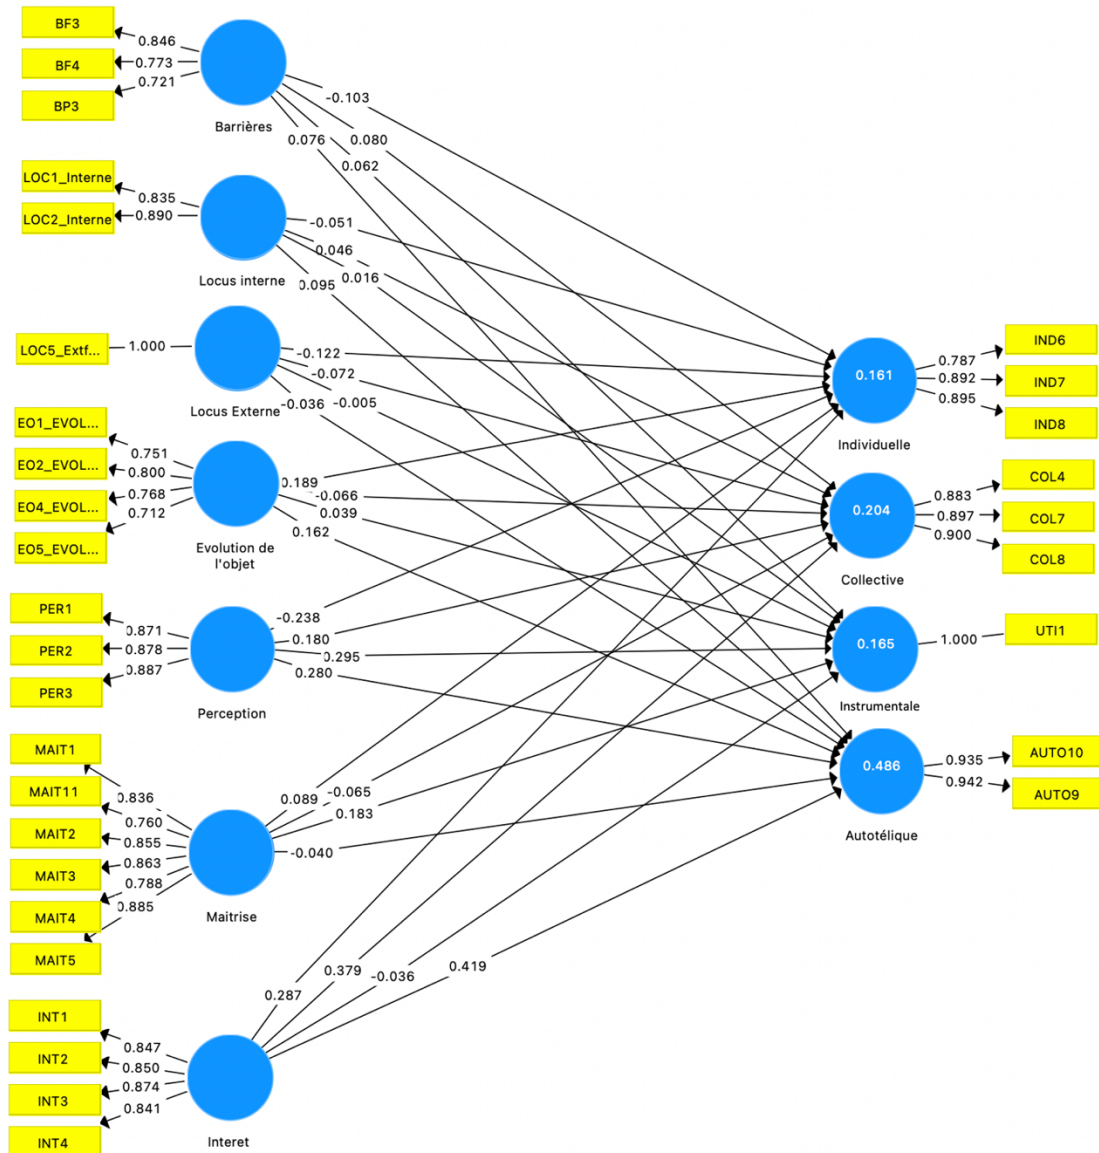 BF3
0.846
BF4
0.773
0.721
BP3
Barrières
-0.103
0.076
0.080
0.062
LOC1_Interne
0.835
LOC2_Interne
0.890
Locus interne
-0.051
0.046
0.016
0.095
LOC5_Extf...
1.000
Locus Externe
-0.122
-0.072
-0.036
-0.005
EO1_EVOL...
0.751
EO2_EVOL...
0.800
0.768
EO4_EVOL...
0.712
EO5_EVOL...
Evolution de
l'objet
0.189
-0.066
0.039
0.162
PER1
0.871
PER2
0.878
0.887
PER3
Perception
-0.238
0.180
0.295
0.280
MAIT1
MAIT11
0.836
0.760
MAIT2
0.855
0.863
MAIT3
0.788
MAIT4
0.885
MAIT5
Maitrise
0.089
-0.065
0.183
-0.040
INT1
0.847
INT2
0.850
0.874
INT3
0.841
INT4
Interet
0.287
0.379
-0.036
0.419
0.161
Individuelle
0.787
IND6
0.892
IND7
0.895
IND8
0.204
Collective
0.883
COL4
0.897
COL7
0.900
COL8
0.165
Instrumentale
1.000
UTI1
0.486
Autotélique
0.935
AUTO10
0.942
AUTO9